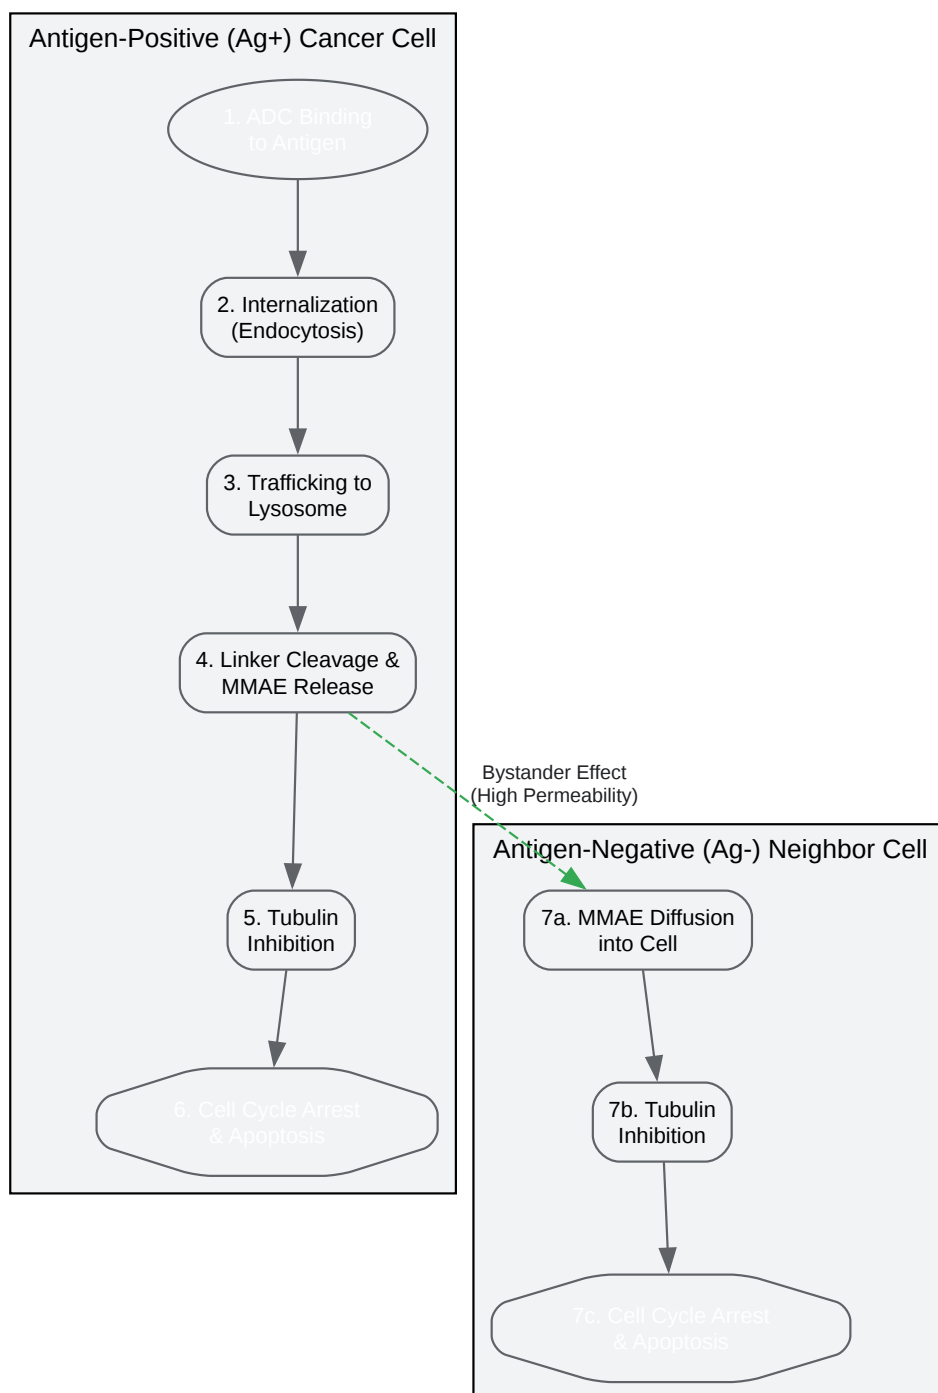 Antigen-Positive (Ag+) Cancer Cell
1. ADC Binding
to Antigen
2. Internalization
(Endocytosis)
3. Trafficking to
Lysosome
4. Linker Cleavage &
MMAE Release
Bystander Effect
(High Permeability)
Antigen-Negative (Ag-) Neighbor Cell
5. Tubulin
Inhibition
7a. MMAE Diffusion
into Cell
6. Cell Cycle Arrest
& Apoptosis
7b. Tubulin
Inhibition
7c. Cell Cycle Arrest
& Apoptosis